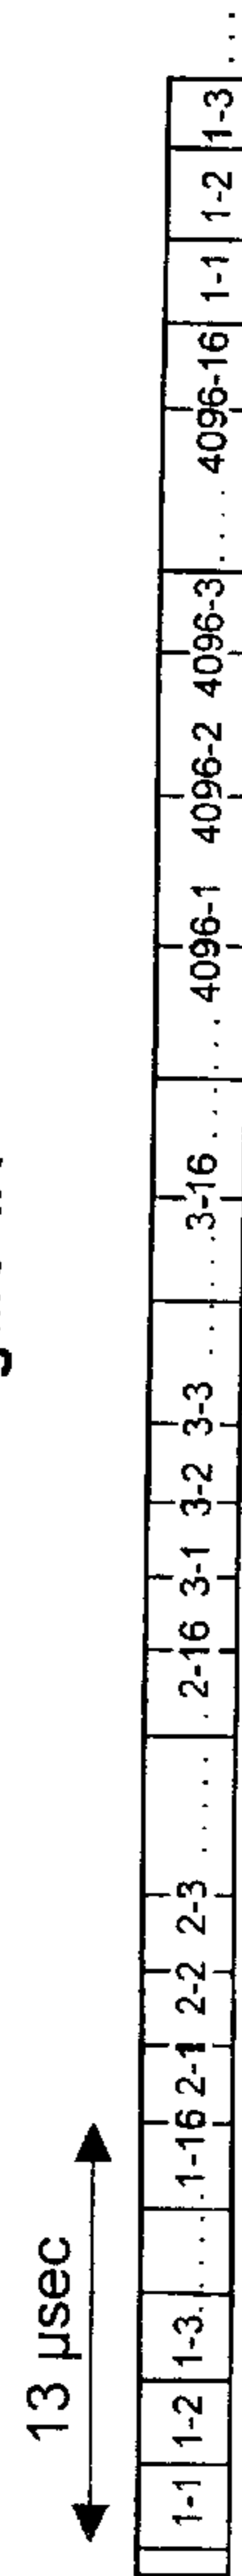 13 µsec
1-1 1-2 1-3 . . . . . 1-16 2-1 2-2 2-3 . . . . . 2-16 3-1 3-2 3-3 . . . . . 3-16 . . . . . 4096-1 4096-2 4096-3 . . . . 4096-16 1-1 1-2 1-3 . . .